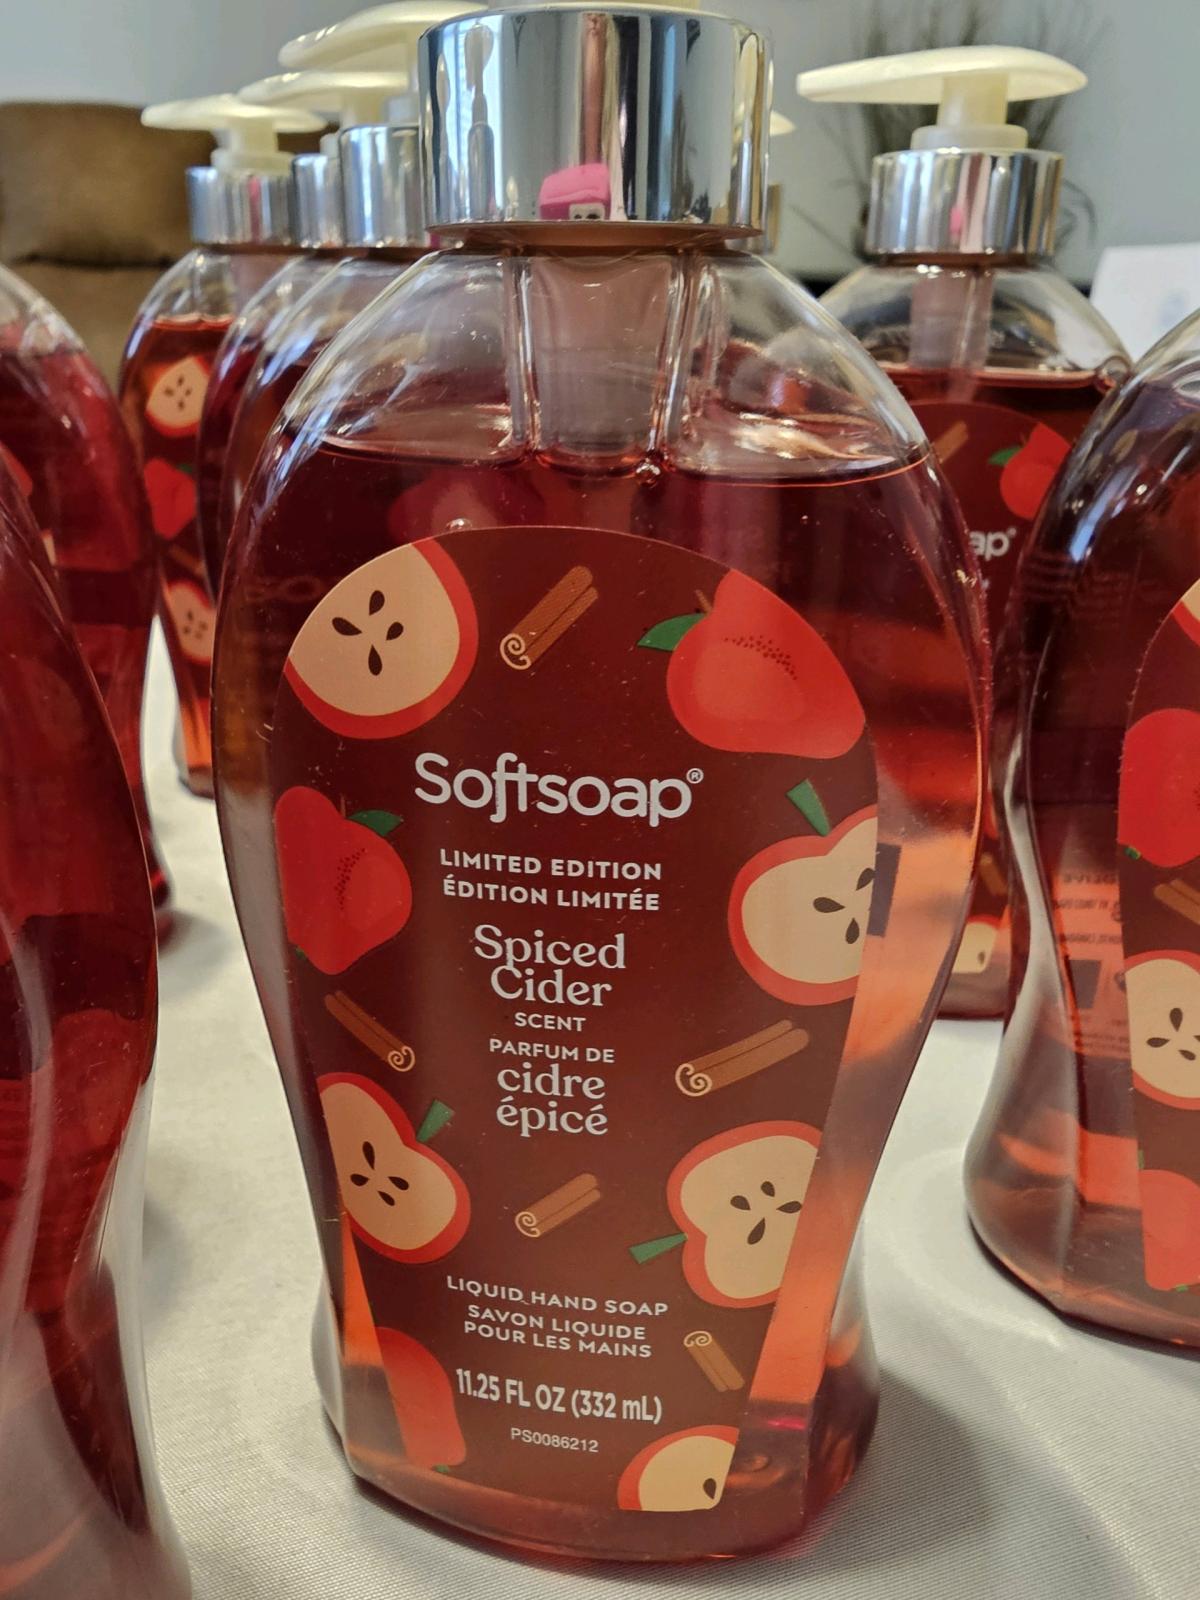 Softsoap®
LIMITED EDITION
ÉDITION LIMITÉE
Spiced
Cider
SCENT
PARFUM DE
cidre
épicé
LIQUID HAND SOAP
SAVON LIQUIDE
POUR LES MAINS
11.25 FL OZ (332 mL)
PS0086212
ap®